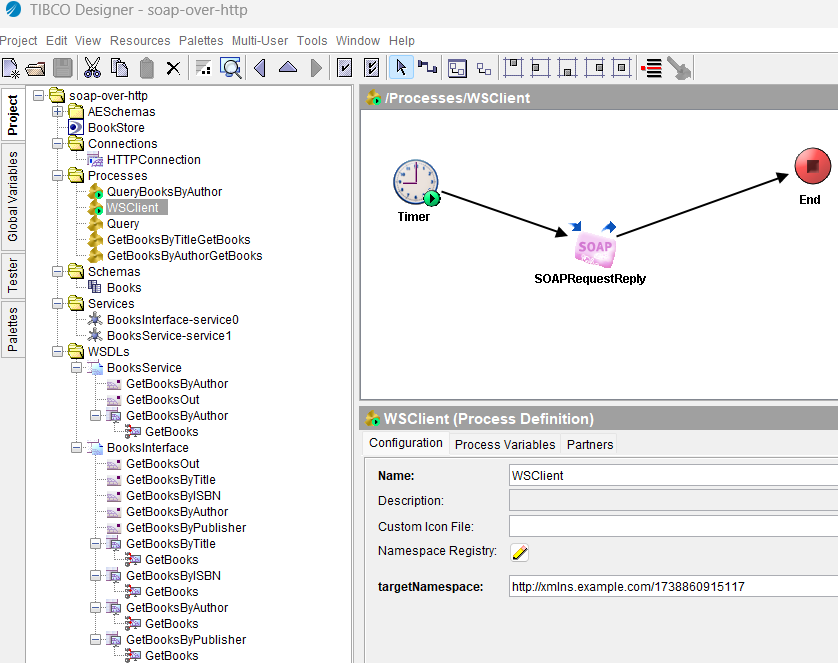 TIBCO Designer - soap-over-http
Project Edit View Resources Palettes Multi-User Tools Window Help
Project
Global Variables
Tester
Palettes
soap-over-http
AESchemas
BookStore
Connections
HTTPConnection
Processes
QueryBooksByAuthor
WSClient
Query
GetBooksByTitleGetBooks
GetBooksByAuthorGetBooks
Schemas
Books
Services
BooksInterface-service0
BooksService-service1
WSDLs
BooksService
GetBooksByAuthor
GetBooksOut
GetBooksByAuthor
GetBooks
BooksInterface
GetBooksOut
GetBooksByTitle
GetBooksByISBN
GetBooksByAuthor
GetBooksByPublisher
GetBooksByTitle
GetBooks
GetBooksByISBN
GetBooks
GetBooksByAuthor
GetBooks
GetBooksByPublisher
GetBooks
/Processes/WSClient
Timer
SOAP
SOAPRequestReply
End
WSClient (Process Definition)
Configuration Process Variables Partners
Name: WSClient
Description:
Custom Icon File:
Namespace Registry:
targetNamespace: http://xmlns.example.com/1738860915117